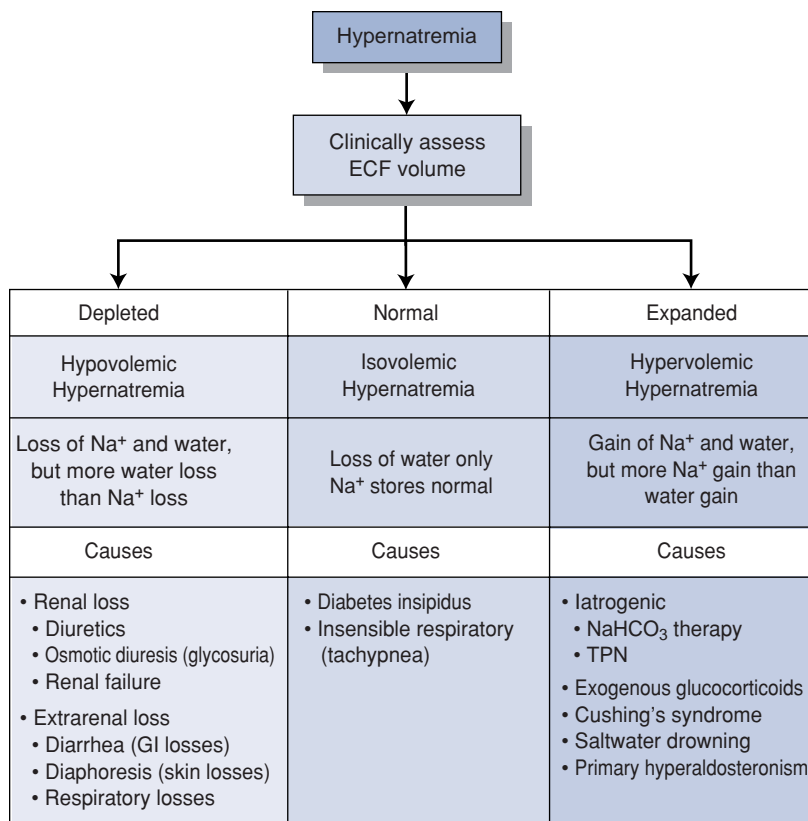 Hypernatremia
Clinically assess
ECF volume
Depleted
Normal
Expanded
Hypovolemic
Hypernatremia
Isovolemic
Hypernatremia
Hypervolemic
Hypernatremia
Loss of Na⁺ and water,
but more water loss
than Na⁺ loss
Loss of water only
Na⁺ stores normal
Gain of Na⁺ and water,
but more Na⁺ gain than
water gain
Causes
Causes
Causes
• Renal loss
• Diuretics
• Osmotic diuresis (glycosuria)
• Renal failure
• Extrarenal loss
• Diarrhea (GI losses)
• Diaphoresis (skin losses)
• Respiratory losses
• Diabetes insipidus
• Insensible respiratory
(tachypnea)
• Iatrogenic
• NaHCO₃ therapy
• TPN
• Exogenous glucocorticoids
• Cushing's syndrome
• Saltwater drowning
• Primary hyperaldosteronism